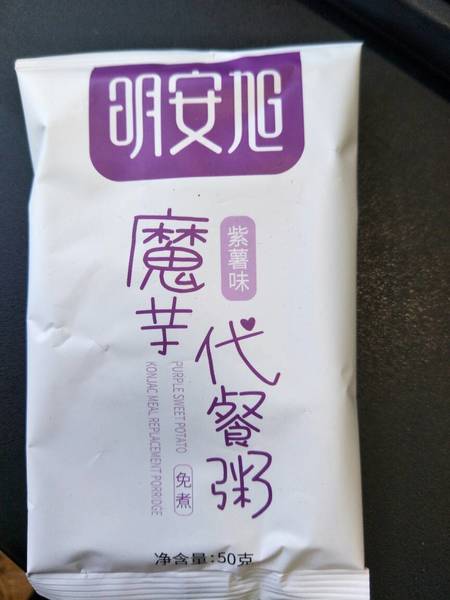 明安旭
紫薯味
魔芋
代餐粥
PURPLE SWEET POTATO
KONJAC MEAL REPLACEMENT PORRIDGE
免煮
净含量:50克